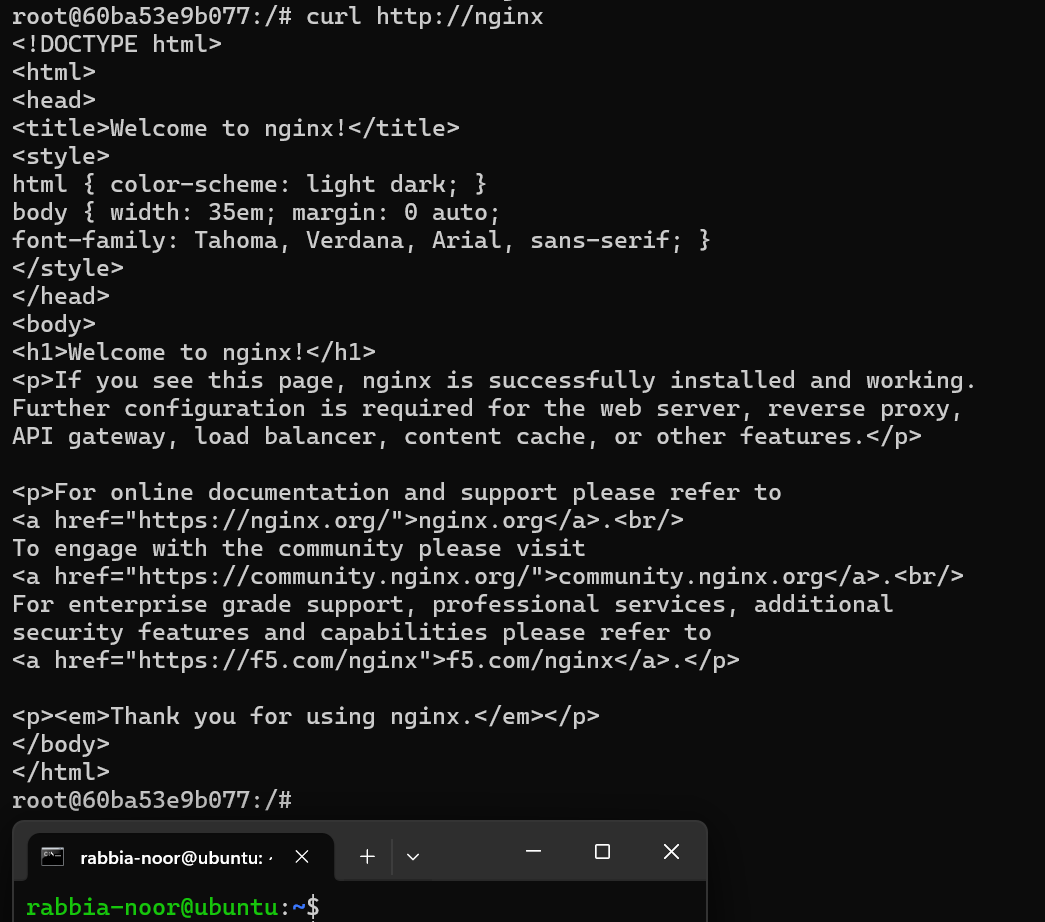 root@60ba53e9b077:/# curl http://nginx
<!DOCTYPE html>
<html>
<head>
<title>Welcome to nginx!</title>
<style>
html { color-scheme: light dark; }
body { width: 35em; margin: 0 auto;
font-family: Tahoma, Verdana, Arial, sans-serif; }
</style>
</head>
<body>
<h1>Welcome to nginx!</h1>
<p>If you see this page, nginx is successfully installed and working.
Further configuration is required for the web server, reverse proxy,
API gateway, load balancer, content cache, or other features.</p>

<p>For online documentation and support please refer to
<a href="https://nginx.org/">nginx.org</a>.<br/>
To engage with the community please visit
<a href="https://community.nginx.org/">community.nginx.org</a>.<br/>
For enterprise grade support, professional services, additional
security features and capabilities please refer to
<a href="https://f5.com/nginx">f5.com/nginx</a>.</p>

<p><em>Thank you for using nginx.</em></p>
</body>
</html>
root@60ba53e9b077:/#
rabbia-noor@ubuntu:
rabbia-noor@ubuntu:~$